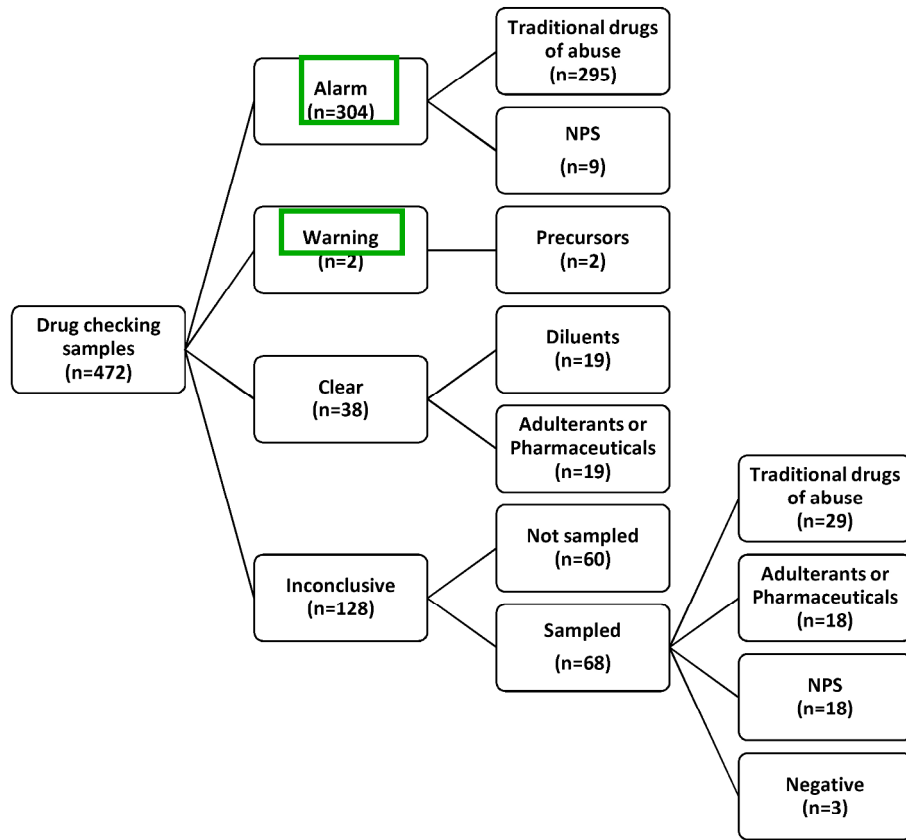 Drug checking
samples
(n=472)
Alarm
(n=304)
Traditional drugs
of abuse
(n=295)
NPS
(n=9)
Warning
(n=2)
Precursors
(n=2)
Clear
(n=38)
Diluents
(n=19)
Adulterants or
Pharmaceuticals
(n=19)
Inconclusive
(n=128)
Not sampled
(n=60)
Sampled
(n=68)
Traditional drugs
of abuse
(n=29)
Adulterants or
Pharmaceuticals
(n=18)
NPS
(n=18)
Negative
(n=3)